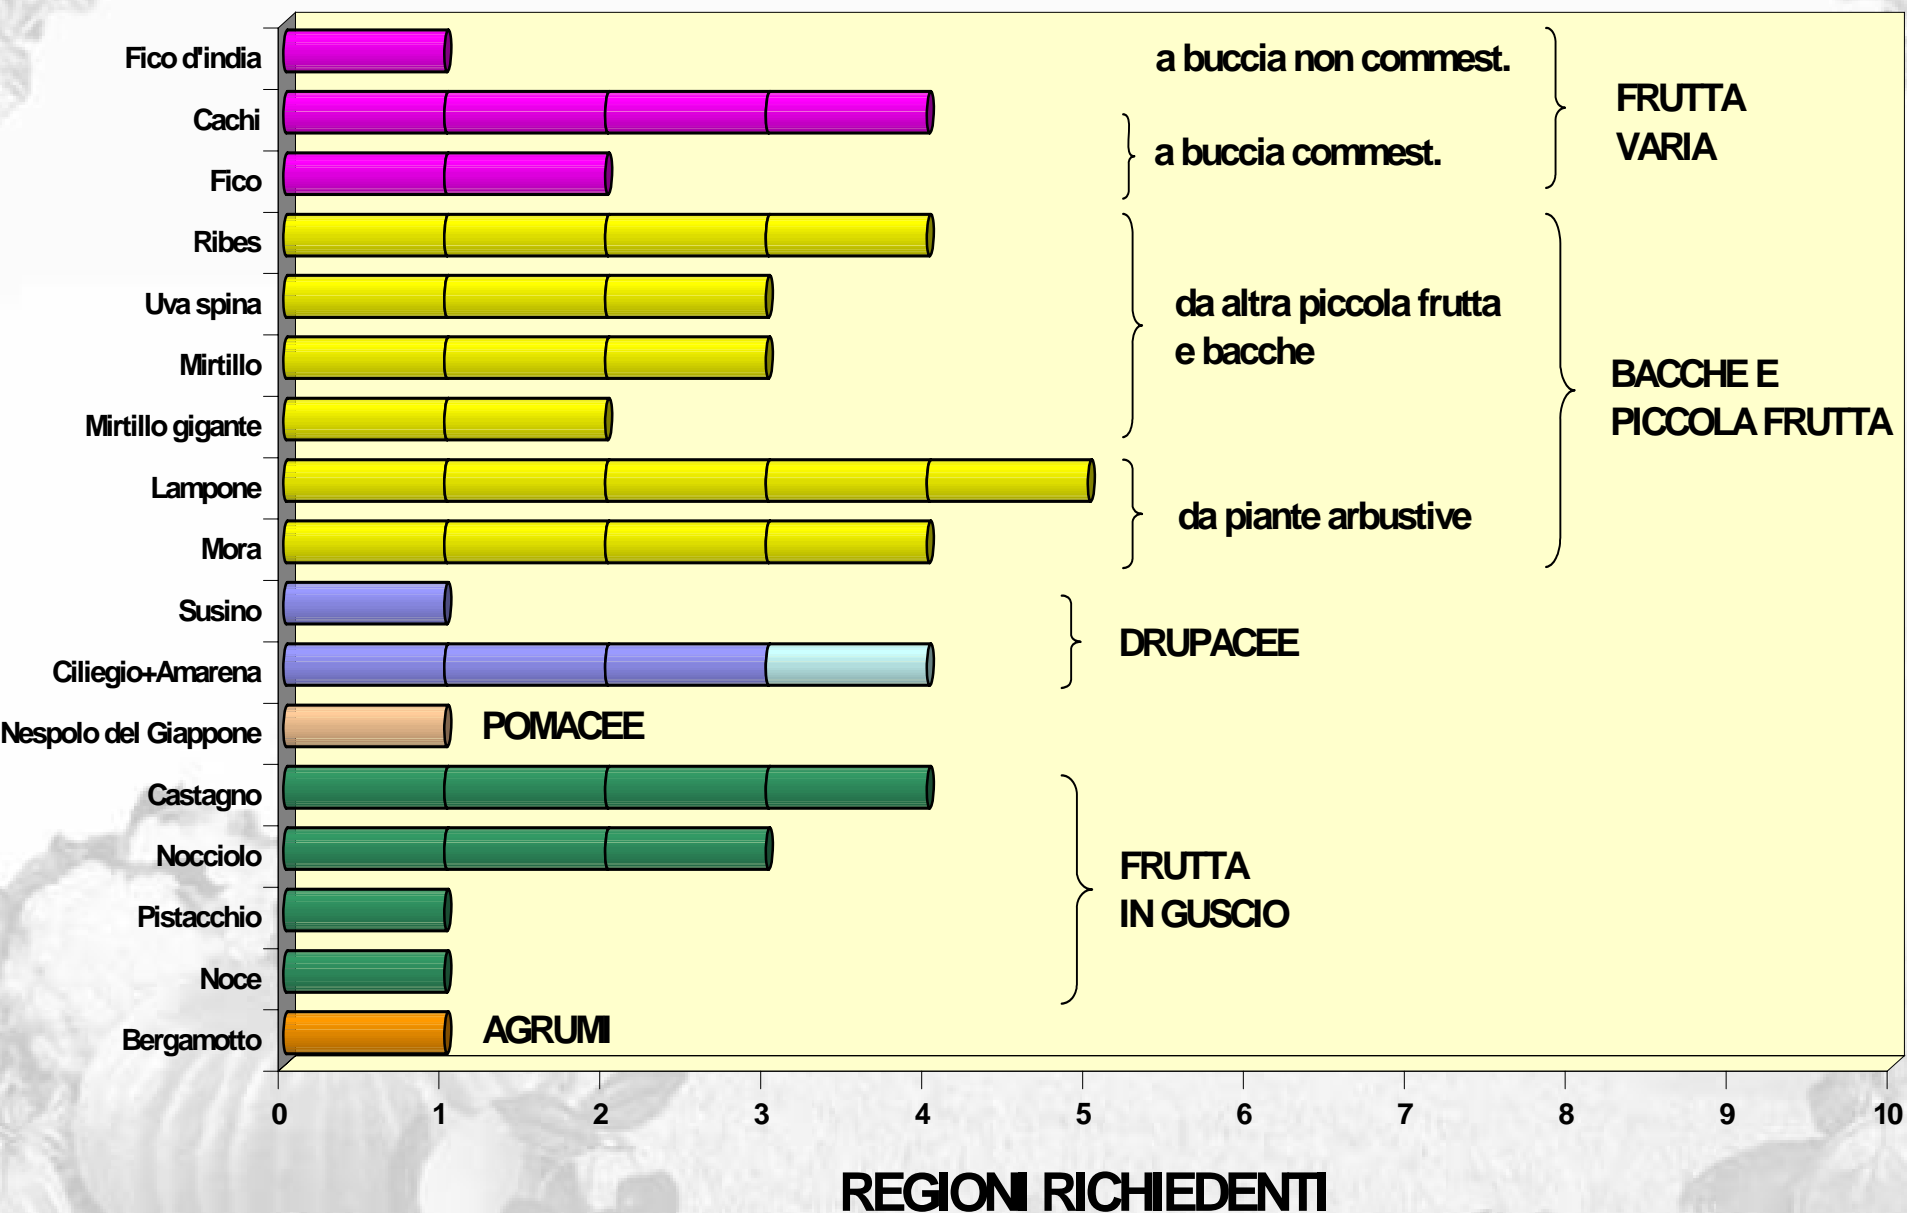 Fico d'india
Cachi
Fico
Ribes
Uva spina
Mirtillo
Mirtillo gigante
Lampone
Mora
Susino
Ciliegio+Amarena
Nespolo del Giappone
Castagno
Nocciolo
Pistacchio
Noce
Bergamotto
a buccia non commest.
a buccia commest.
FRUTTA
VARIA
da altra piccola frutta
e bacche
da piante arbustive
BACCHE E
PICCOLA FRUTTA
DRUPACEE
POMACEE
FRUTTA
IN GUSCIO
AGRUMI
0 1 2 3 4 5 6 7 8 9 10
REGIONI RICHIEDENTI